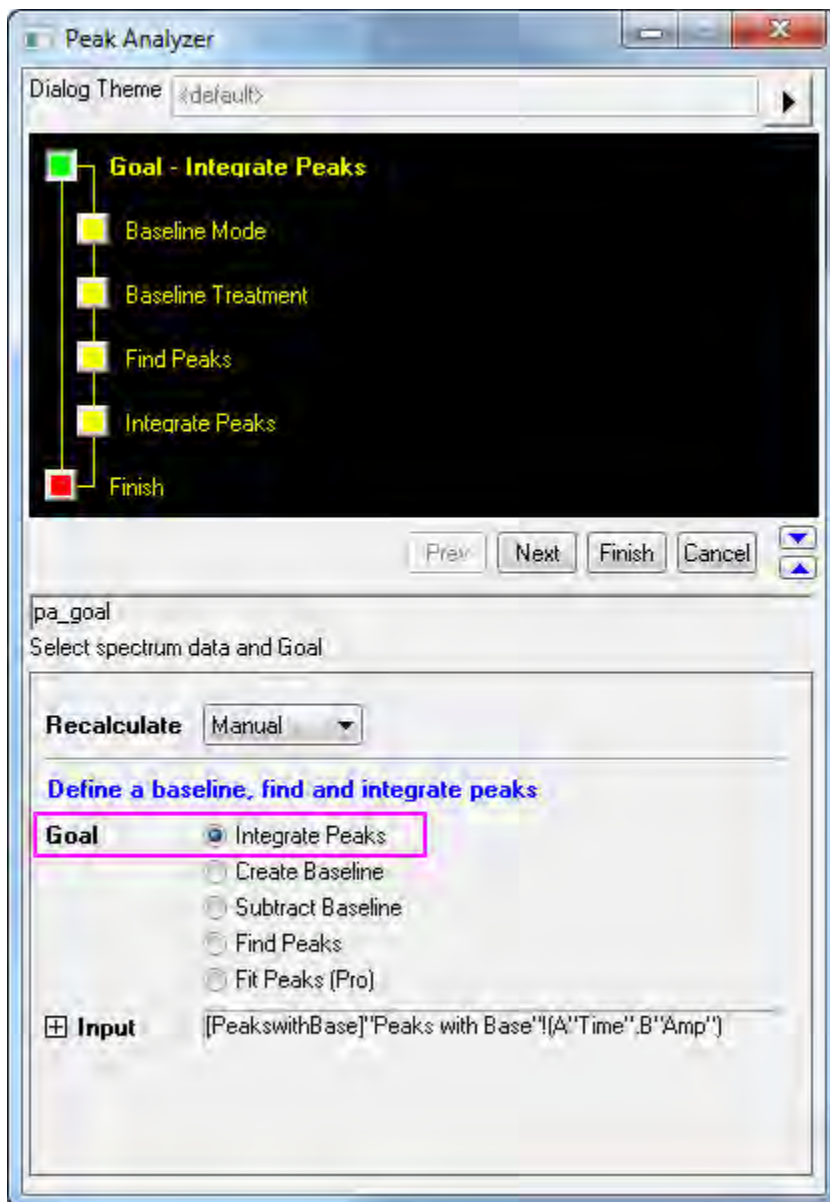 Peak Analyzer
Dialog Theme <default>
Goal - Integrate Peaks
Baseline Mode
Baseline Treatment
Find Peaks
Integrate Peaks
Finish
Prev Next Finish Cancel
pa_goal
Select spectrum data and Goal
Recalculate Manual
Define a baseline, find and integrate peaks
Goal Integrate Peaks
Create Baseline
Subtract Baseline
Find Peaks
Fit Peaks (Pro)
Input [PeakswithBase]"Peaks with Base"!(A"Time",B"Amp")